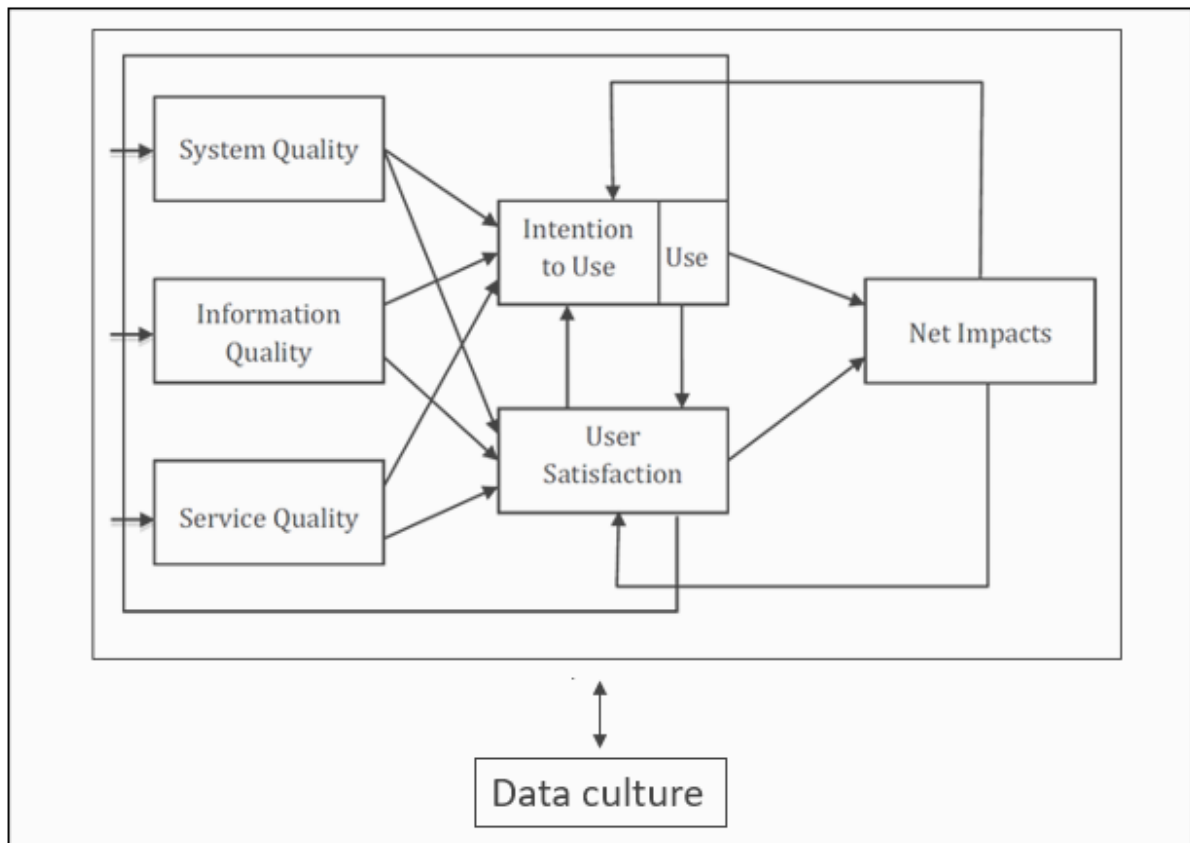 System Quality
Intention
to Use
Use
Information
Quality
Net Impacts
User
Satisfaction
Service Quality
Data culture